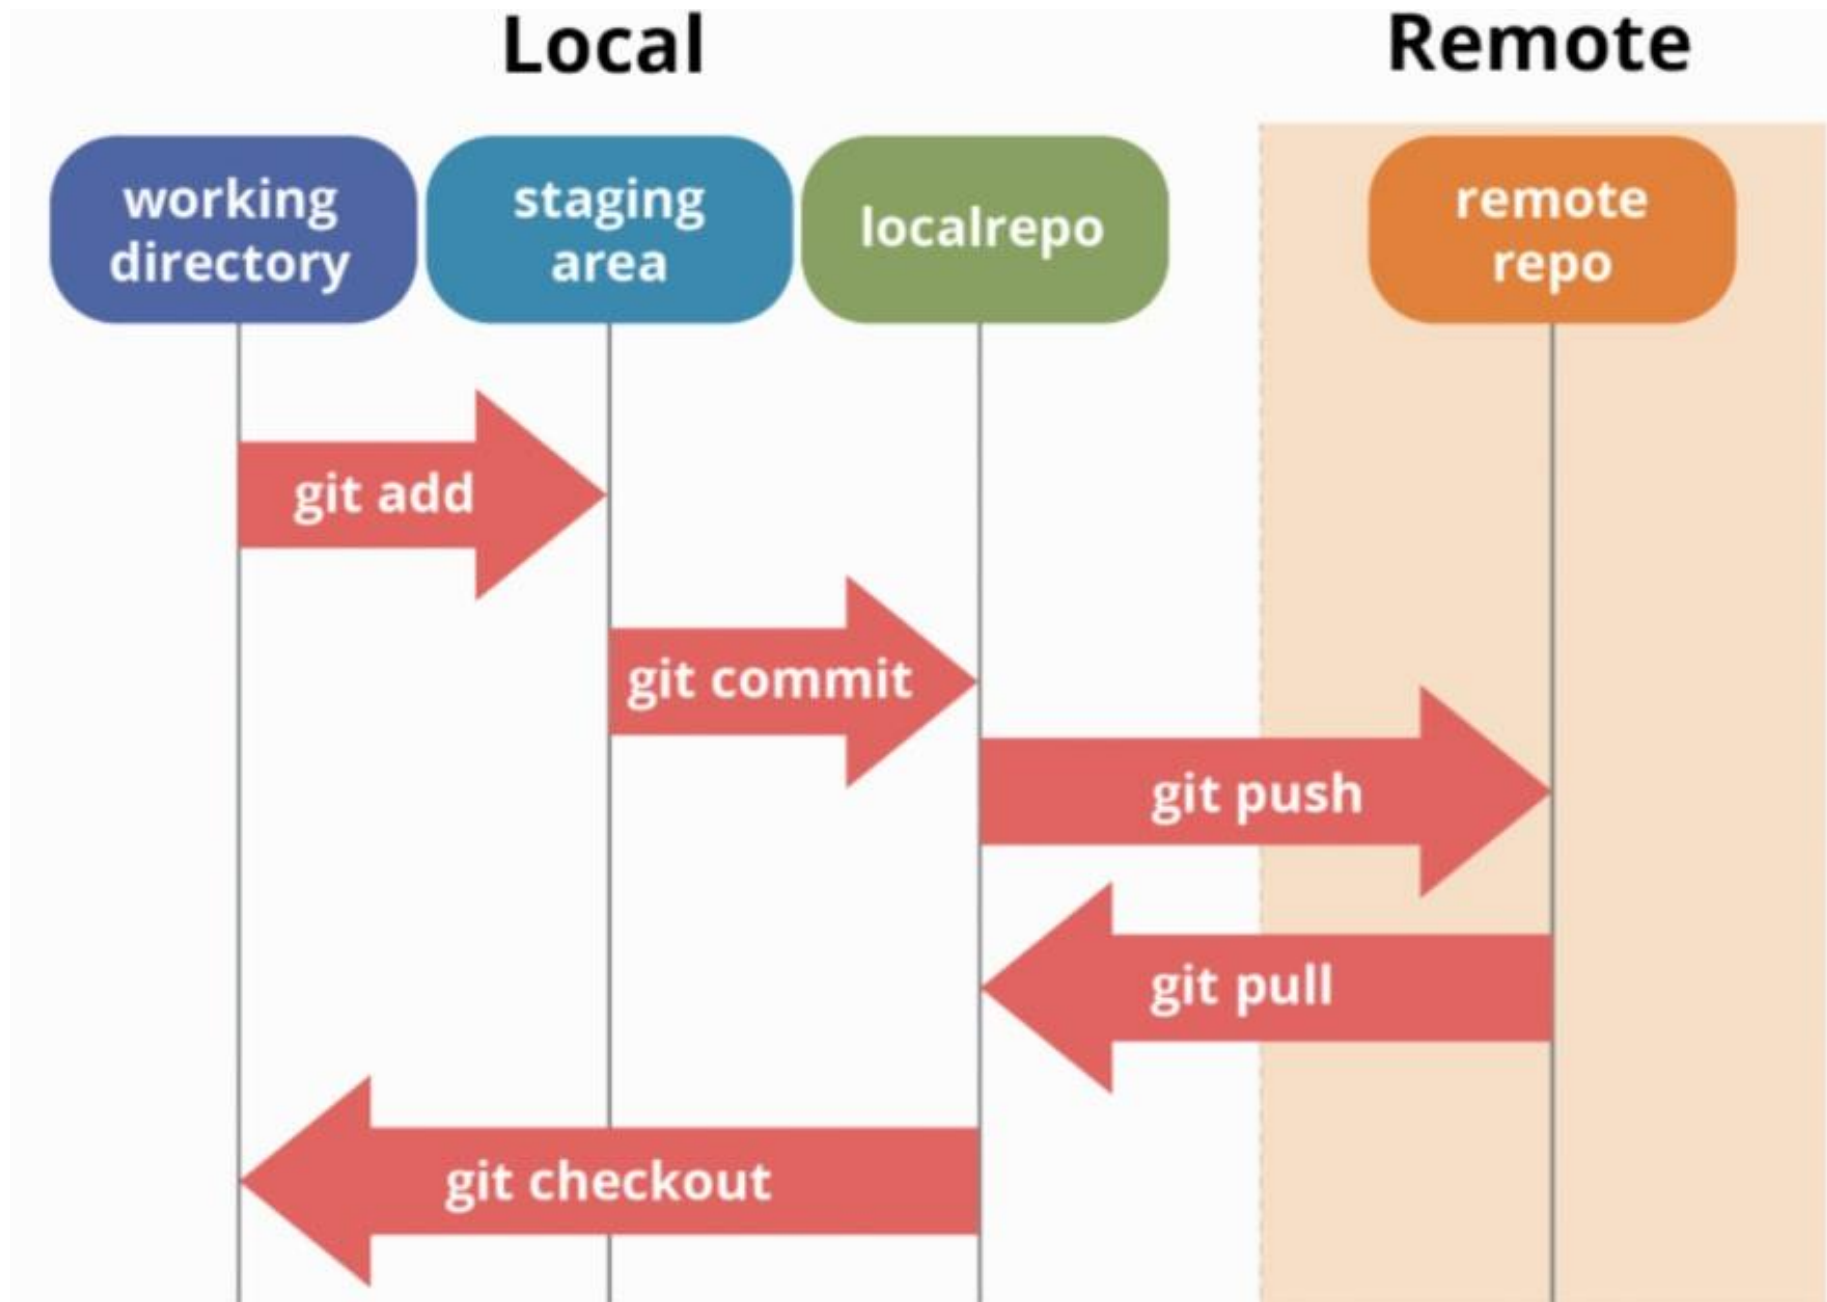 Local
Remote
working
directory
staging
area
localrepo
remote
repo
git add
git commit
git push
git pull
git checkout